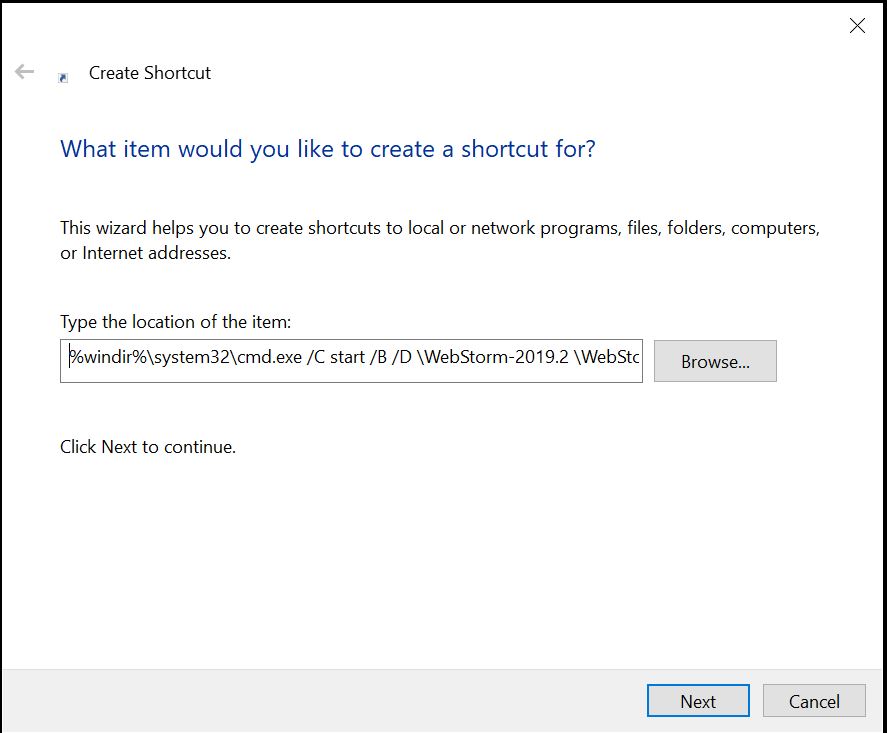 Create Shortcut
What item would you like to create a shortcut for?
This wizard helps you to create shortcuts to local or network programs, files, folders, computers,
or Internet addresses.
Type the location of the item:
%windir%\system32\cmd.exe /C start /B /D \WebStorm-2019.2 \WebStc
Browse...
Click Next to continue.
Next
Cancel